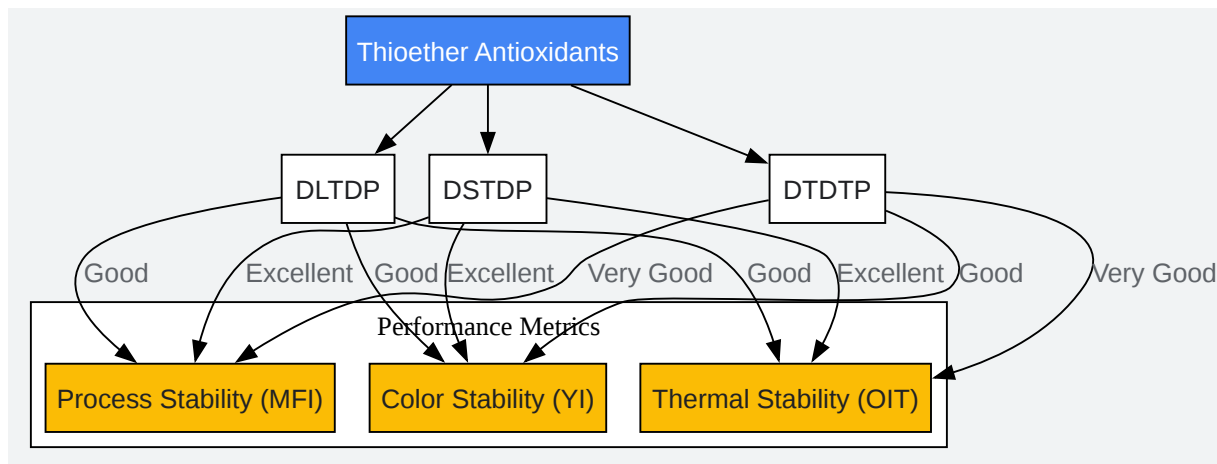 Thioether Antioxidants
DLTDP
DSTDP
DTDTP
Good
Excellent
Good
Excellent
Very Good
Good
Excellent
Good
Very Good
Performance Metrics
Process Stability (MFI)
Color Stability (YI)
Thermal Stability (OIT)